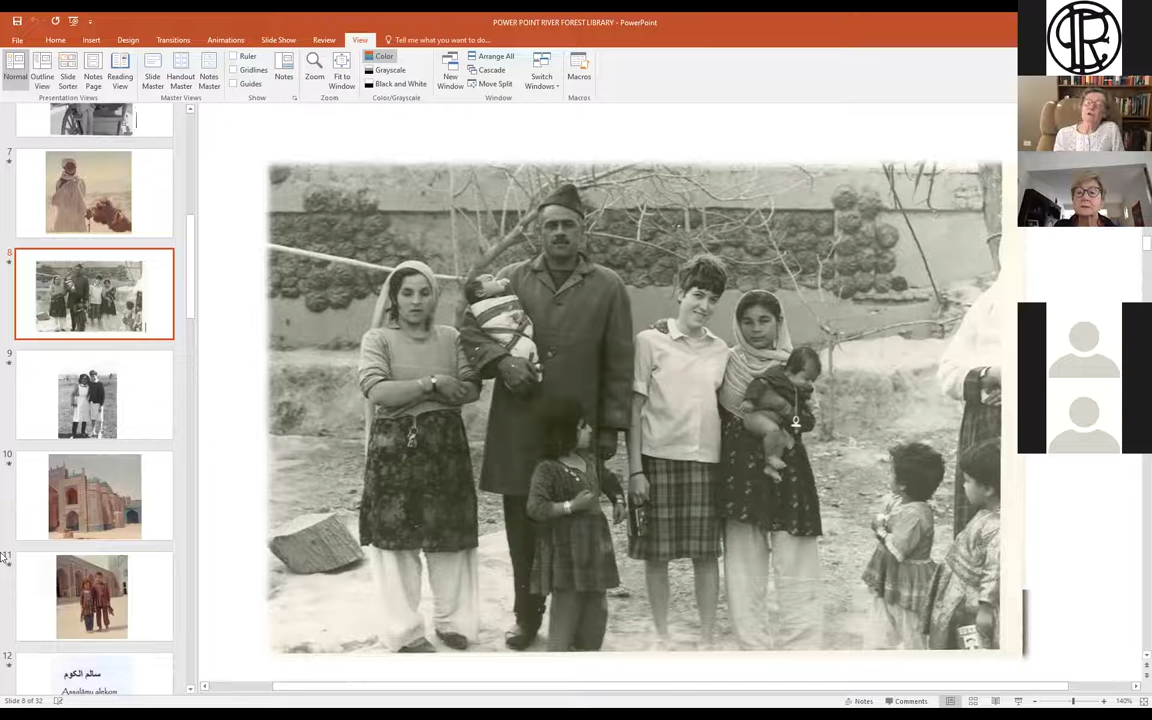 POWER POINT RIVER FOREST LIBRARY - PowerPoint
File Home Insert Design Transitions Animations Slide Show Review View Tell me what you want to do...
Normal
Outline View
Slide Sorter
Notes Page
Reading View
Presentation Views
Slide Master
Handout Master
Notes Master
Master Views
Ruler
Gridlines
Guides
Show
Notes
Zoom
Fit to Window
Zoom
Color
Grayscale
Black and White
Color/Grayscale
New Window
Arrange All
Cascade
Move Split
Switch Windows
Window
Macros
Macros
7
8
9
10
11
12
سالم الکوم
Assalāmu alekom
Slide 8 of 32
Notes
Comments
140%